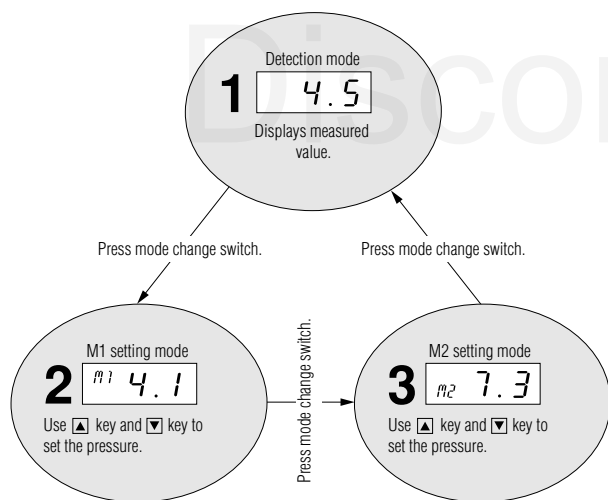 Discon
Detection mode
1 4.5
Displays measured
value.
Press mode change switch.
Press mode change switch.
M1 setting mode
2 m1 4.1
Use ▲ key and ▼ key to
set the pressure.
Press mode change switch.
M2 setting mode
3 m2 7.3
Use ▲ key and ▼ key to
set the pressure.